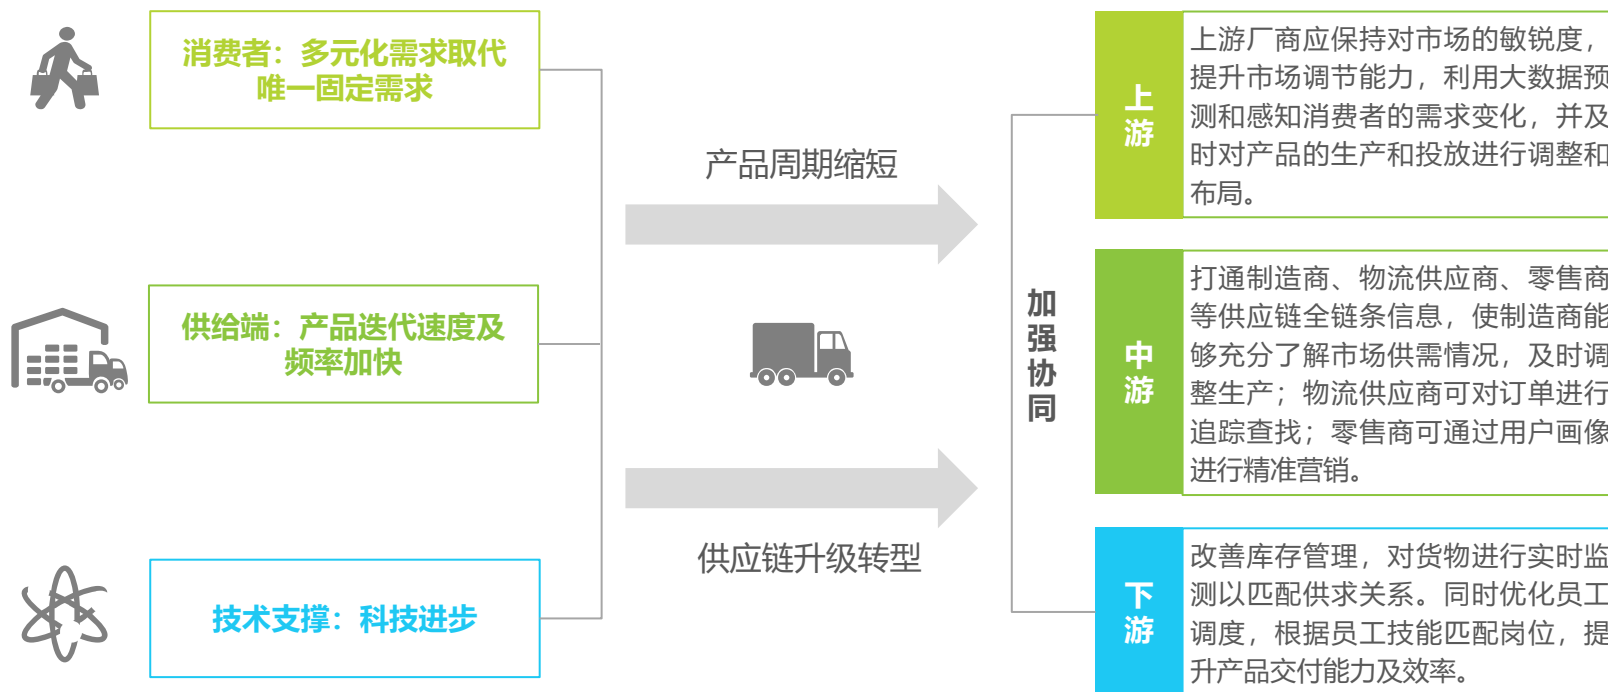 消费者：多元化需求取代
唯一固定需求
供给端：产品迭代速度及
频率加快
技术支撑：科技进步
产品周期缩短
供应链升级转型
加强协同
上游
上游厂商应保持对市场的敏锐度，
提升市场调节能力，利用大数据预
测和感知消费者的需求变化，并及
时对产品的生产和投放进行调整和
布局。
中游
打通制造商、物流供应商、零售商
等供应链全链条信息，使制造商能
够充分了解市场供需情况，及时调
整生产；物流供应商可对订单进行
追踪查找；零售商可通过用户画像
进行精准营销。
下游
改善库存管理，对货物进行实时监
测以匹配供求关系。同时优化员工
调度，根据员工技能匹配岗位，提
升产品交付能力及效率。